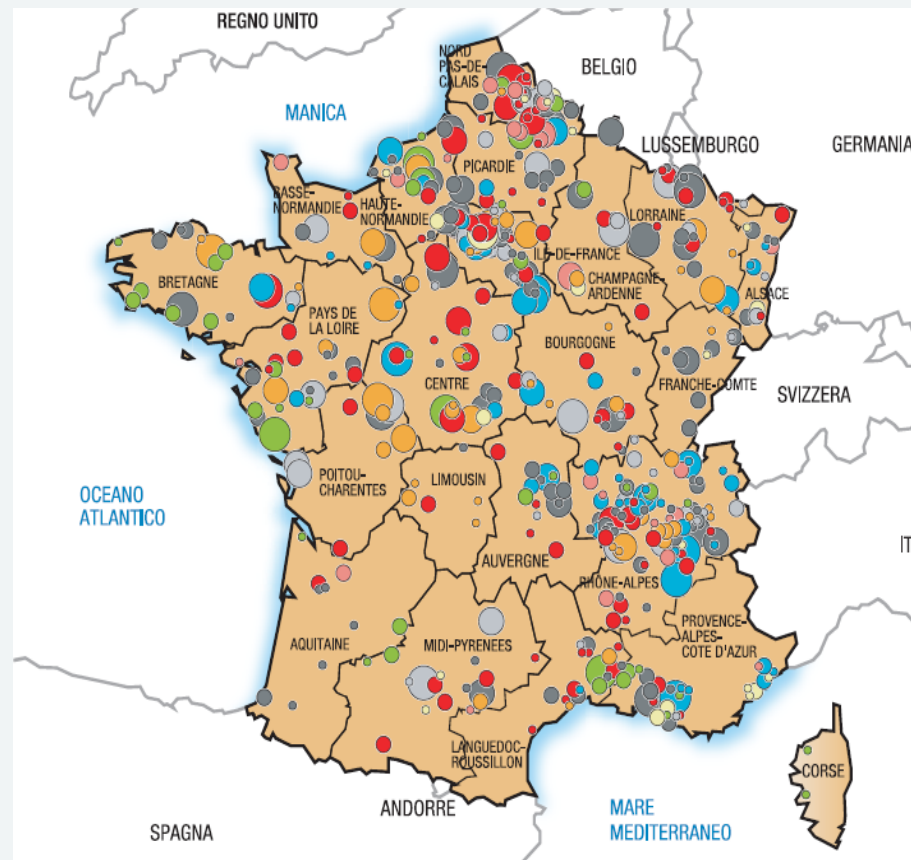 REGNO UNITO
NORD
PAS-DE-
CALAIS
BELGIO
MANICA
LUSSEMBURGO
GERMANIA
PICARDIE
BASSE-
NORMANDIE
HAUTE-
NORMANDIE
LORRAINE
ILE-DE-FRANCE
CHAMPAGNE
ARDENNE
ALSACE
BRETAGNE
PAYS DE
LA LOIRE
BOURGOGNE
CENTRE
FRANCHE-COMTE
SVIZZERA
OCEANO
ATLANTICO
POITOU-
CHARENTES
LIMOUSIN
IT
AUVERGNE
RHÔNE-ALPES
PROVENCE-
ALPES-
COTE D'AZUR
AQUITAINE
MIDI-PYRENEES
LANGUEDOC-
ROUSSILLON
CORSE
ANDORRE
MARE
MEDITERRANEO
SPAGNA